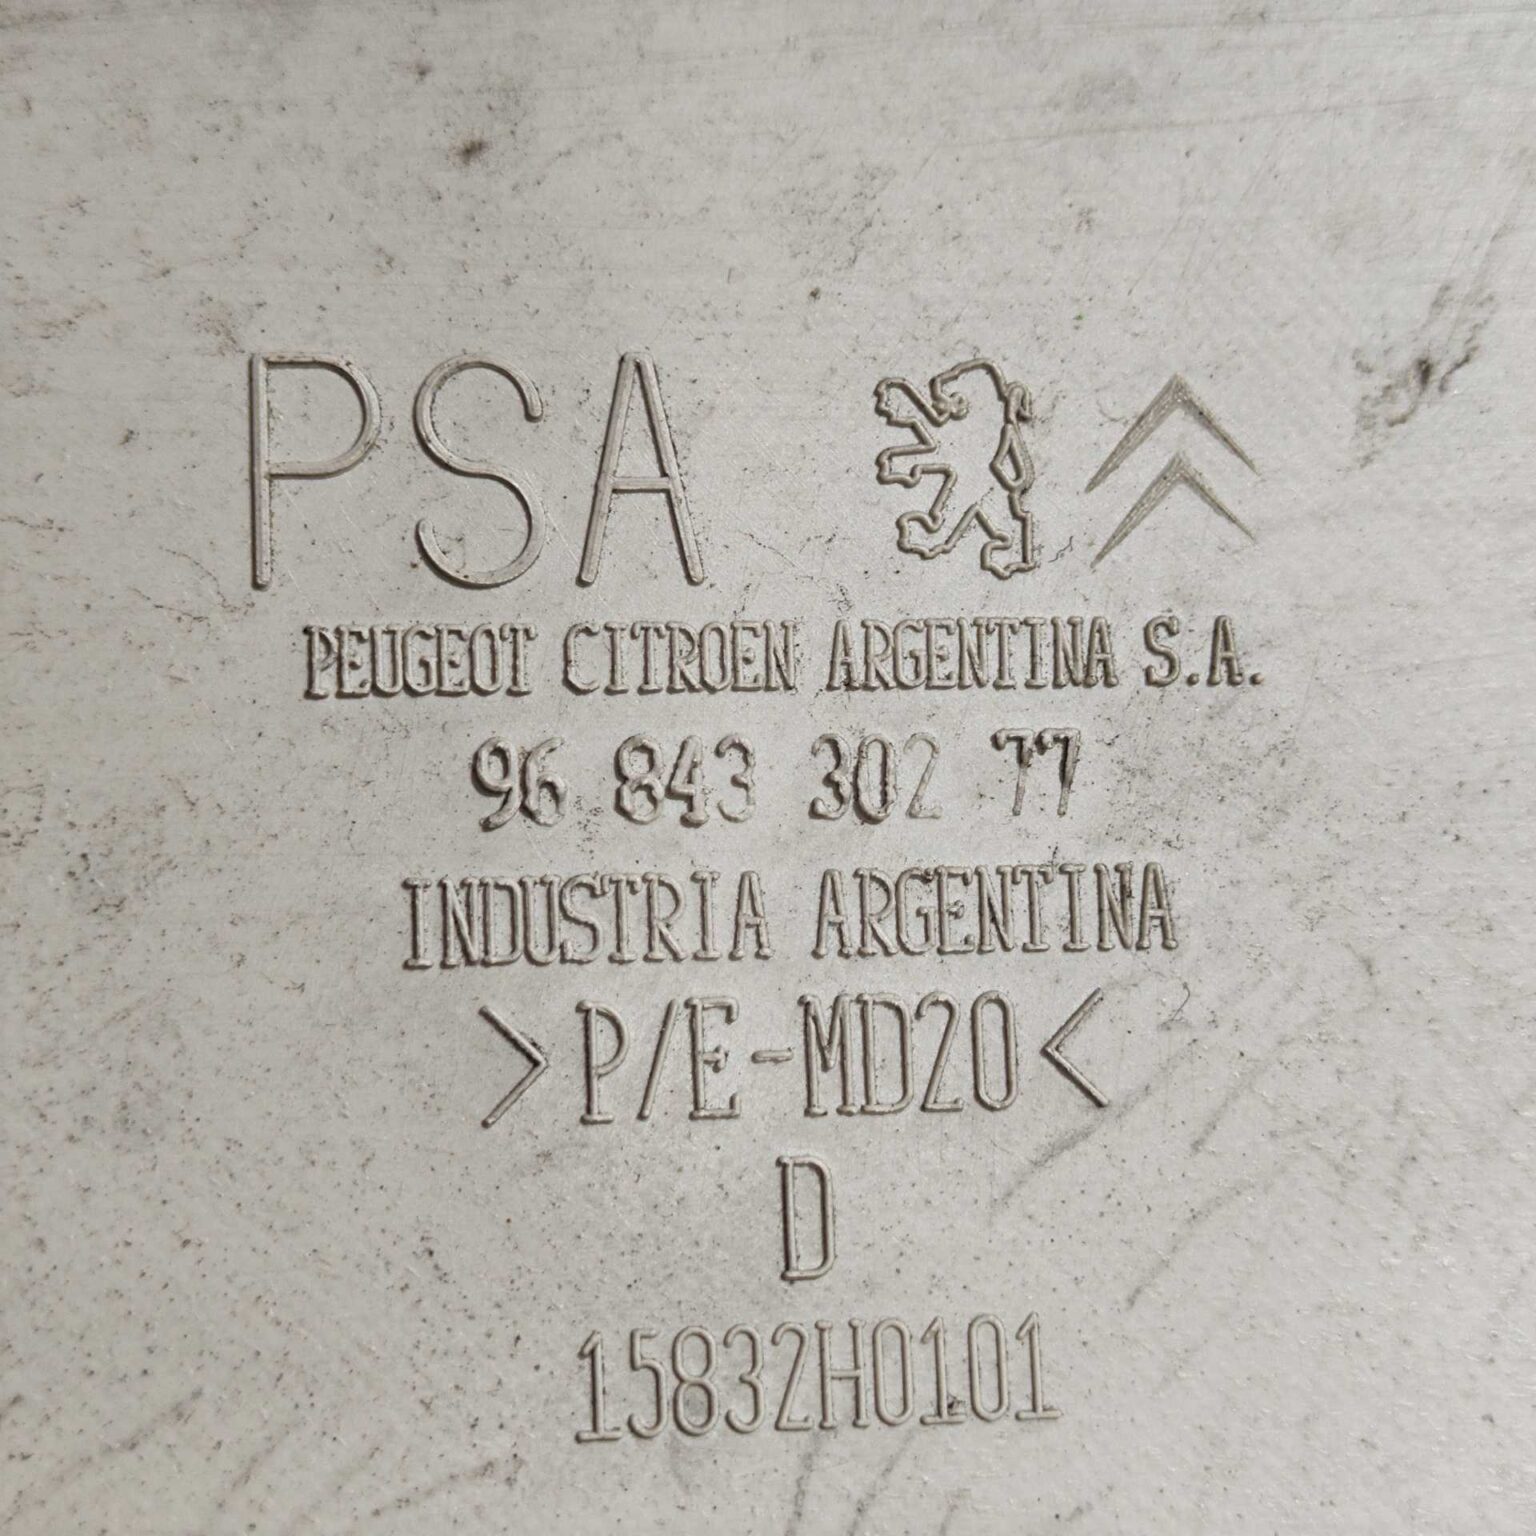 PSA
PEUGEOT CITROEN ARGENTINA S.A.
96 843 302 77
INDUSTRIA ARGENTINA
>P/E-MD20<
D
15832H0101